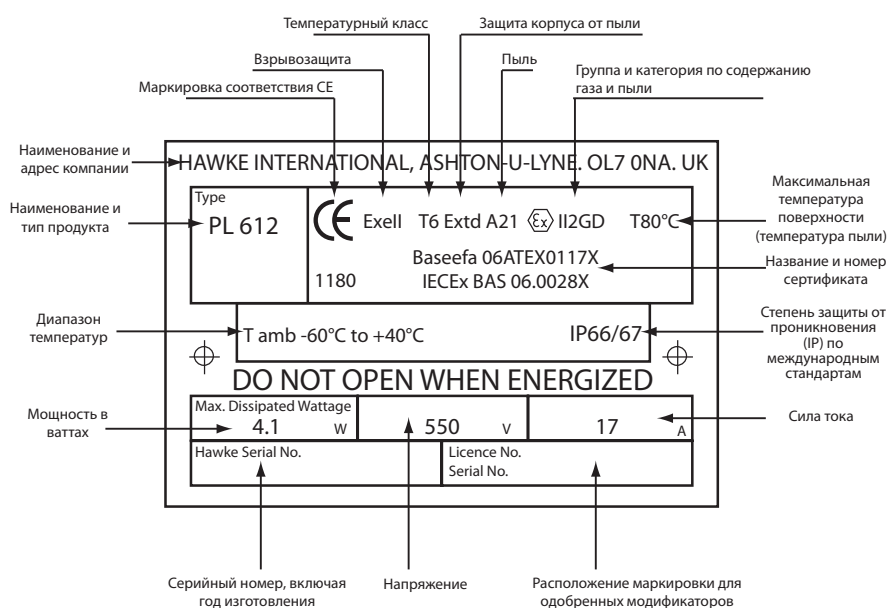 Температурный класс
Защита корпуса от пыли
Взрывозащита
Пыль
Маркировка соответствия CE
Группа и категория по содержанию
газа и пыли
Наименование и
адрес компании
HAWKE INTERNATIONAL, ASHTON-U-LYNE. OL7 0NA. UK
Наименование и
тип продукта
Type
PL 612
CE ExeII T6 Extd A21 Ex II2GD T80°C
Максимальная
температура
поверхности
(температура пыли)
1180
Baseefa 06ATEX0117X
IECEx BAS 06.0028X
Название и номер
сертификата
Диапазон
температур
T amb -60°C to +40°C
IP66/67
Степень защиты от
проникновения
(IP) по
международным
стандартам
DO NOT OPEN WHEN ENERGIZED
Мощность в
ваттах
Max. Dissipated Wattage
4.1 W
550 V
17 A
Сила тока
Hawke Serial No.
Licence No.
Serial No.
Серийный номер, включая
год изготовления
Напряжение
Расположение маркировки для
одобренных модификаторов